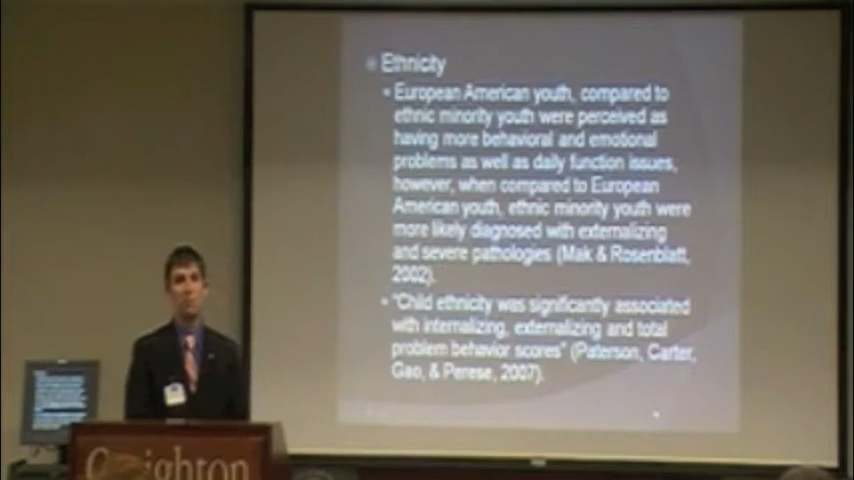 Ethnicity
European American youth, compared to
ethnic minority youth were perceived as
having more behavioral and emotional
problems as well as daily function issues,
however, when compared to European
American youth, ethnic minority youth were
more likely diagnosed with externalizing
and severe pathologies (Mak & Rosenblatt,
2002).
"Child ethnicity was significantly associated
with internalizing, externalizing and total
problem behavior scores" (Paterson, Carter,
Gao, & Perese, 2007).
Creighton